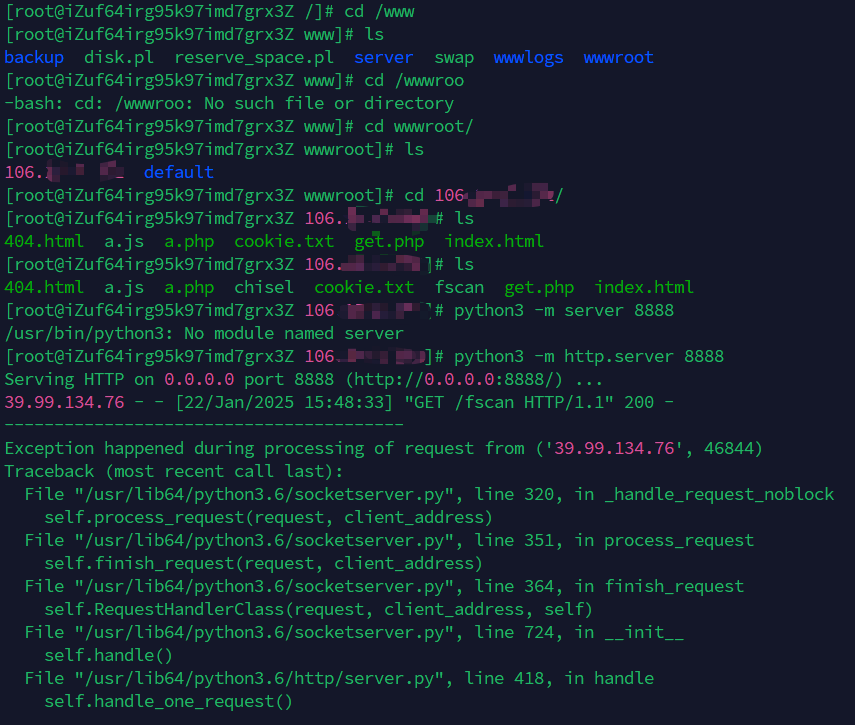 [root@iZuf64irg95k97imd7grx3Z /]# cd /www
[root@iZuf64irg95k97imd7grx3Z www]# ls
backup disk.pl reserve_space.pl server swap wwwlogs wwwroot
[root@iZuf64irg95k97imd7grx3Z www]# cd /wwwroo
-bash: cd: /wwwroo: No such file or directory
[root@iZuf64irg95k97imd7grx3Z www]# cd wwwroot/
[root@iZuf64irg95k97imd7grx3Z wwwroot]# ls
106. default
[root@iZuf64irg95k97imd7grx3Z wwwroot]# cd 106 /
[root@iZuf64irg95k97imd7grx3Z 106. # ls
404.html a.js a.php cookie.txt get.php index.html
[root@iZuf64irg95k97imd7grx3Z 106. ]# ls
404.html a.js a.php chisel cookie.txt fscan get.php index.html
[root@iZuf64irg95k97imd7grx3Z 106 ]# python3 -m server 8888
/usr/bin/python3: No module named server
[root@iZuf64irg95k97imd7grx3Z 106. ]# python3 -m http.server 8888
Serving HTTP on 0.0.0.0 port 8888 (http://0.0.0.0:8888/) ...
39.99.134.76 - - [22/Jan/2025 15:48:33] "GET /fscan HTTP/1.1" 200 -
----------------------------------------
Exception happened during processing of request from ('39.99.134.76', 46844)
Traceback (most recent call last):
  File "/usr/lib64/python3.6/socketserver.py", line 320, in _handle_request_noblock
    self.process_request(request, client_address)
  File "/usr/lib64/python3.6/socketserver.py", line 351, in process_request
    self.finish_request(request, client_address)
  File "/usr/lib64/python3.6/socketserver.py", line 364, in finish_request
    self.RequestHandlerClass(request, client_address, self)
  File "/usr/lib64/python3.6/socketserver.py", line 724, in __init__
    self.handle()
  File "/usr/lib64/python3.6/http/server.py", line 418, in handle
    self.handle_one_request()